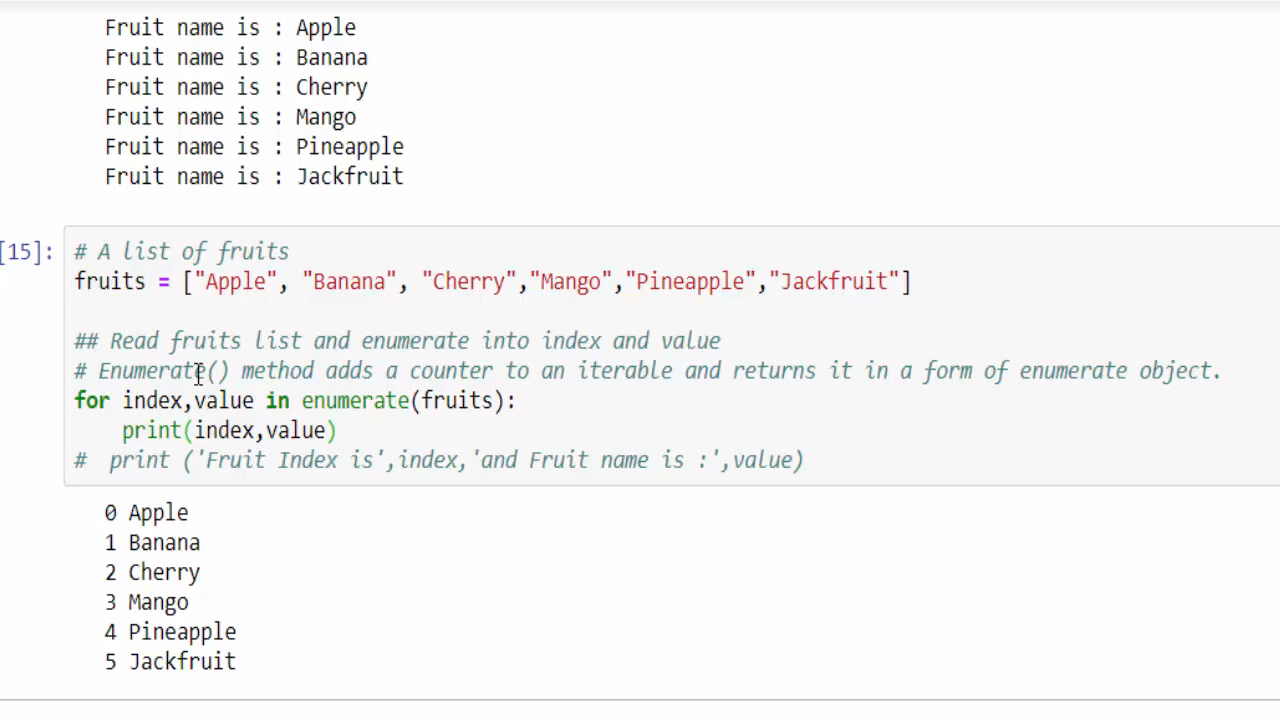 Fruit name is : Apple
Fruit name is : Banana
Fruit name is : Cherry
Fruit name is : Mango
Fruit name is : Pineapple
Fruit name is : Jackfruit
[15]:
# A list of fruits
fruits = ["Apple", "Banana", "Cherry","Mango","Pineapple","Jackfruit"]
## Read fruits list and enumerate into index and value
# Enumerate() method adds a counter to an iterable and returns it in a form of enumerate object.
for index,value in enumerate(fruits):
    print(index,value)
#  print ('Fruit Index is',index,'and Fruit name is :',value)
0 Apple
1 Banana
2 Cherry
3 Mango
4 Pineapple
5 Jackfruit